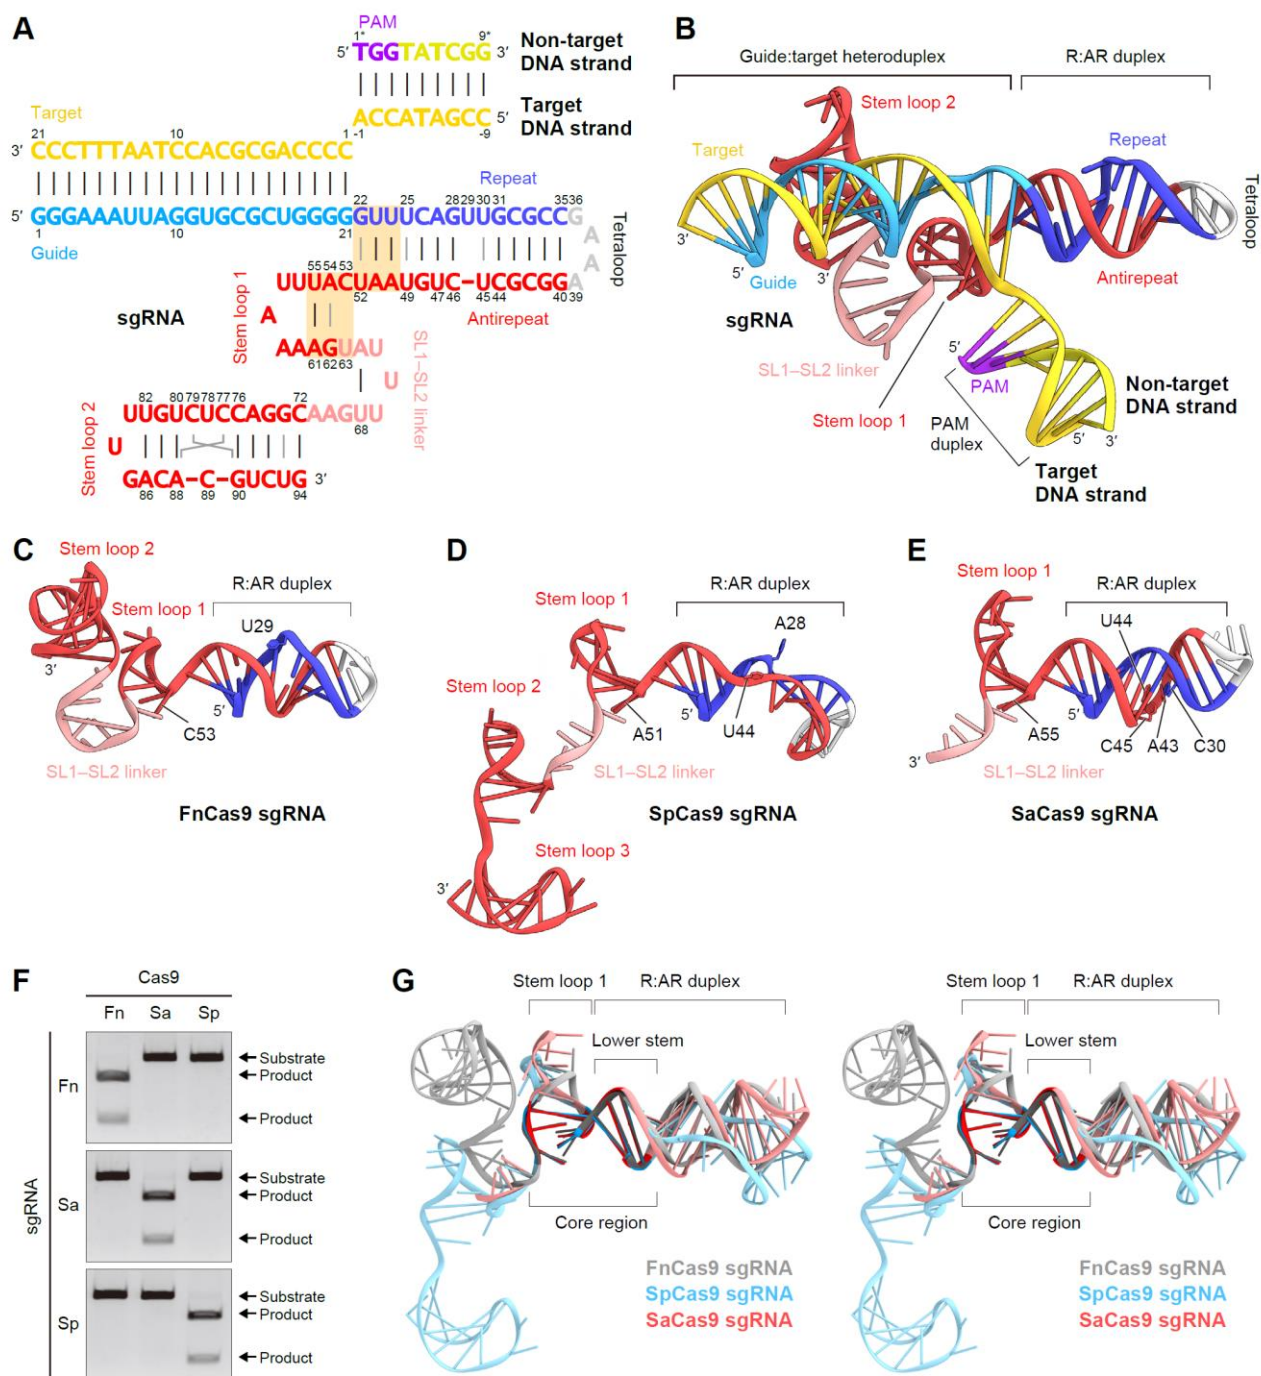 A
PAM
1* 9*
5′ TGGTATCGG 3′ Non-target
DNA strand
Target
ACCATAGCC 5′ Target
DNA strand
21 10 1 -1 -9
3′ CCCTTTAATCCACGCGACCCC
Repeat
22 25 28 29 30 31 35 36
5′ GGGAAAUUAGGUGCGCUGGGGGUUUCAGUUGCGCCG
1 10 21
Guide
A
A
Tetraloop
55 54 53
UUUUACUAAUGUC–UCGCGGA
52 49 47 46 45 44 40 39
Antirepeat
Stem loop 1
A
sgRNA
AAAAGUAU
61 62 63
U
SL1–SL2 linker
82 80 79 78 77 76 72
UUGUCUCCAGGCAAGUU
68
Stem loop 2
U
GACA–C–GUCUG 3′
86 88 89 90 94
B
Guide:target heteroduplex
R:AR duplex
Stem loop 2
Target
Repeat
Tetraloop
3′
5′
Guide
3′
Antirepeat
sgRNA
SL1–SL2 linker
5′
PAM
Stem loop 1
PAM
duplex
Non-target
DNA strand
5′ 3′
Target
DNA strand
C
Stem loop 2
Stem loop 1
R:AR duplex
U29
3′
5′
C53
SL1–SL2 linker
FnCas9 sgRNA
D
R:AR duplex
Stem loop 1
A28
Stem loop 2
5′
A51
U44
SL1–SL2 linker
SpCas9 sgRNA
Stem loop 3
3′
E
Stem loop 1
R:AR duplex
U44
5′
A55
C45 A43 C30
3′
SL1–SL2 linker
SaCas9 sgRNA
F
Cas9
Fn Sa Sp
sgRNA
Fn
Substrate
Product
Product
Sa
Substrate
Product
Product
Sp
Substrate
Product
Product
G
Stem loop 1 R:AR duplex
Lower stem
Core region
FnCas9 sgRNA
SpCas9 sgRNA
SaCas9 sgRNA
Stem loop 1 R:AR duplex
Lower stem
Core region
FnCas9 sgRNA
SpCas9 sgRNA
SaCas9 sgRNA